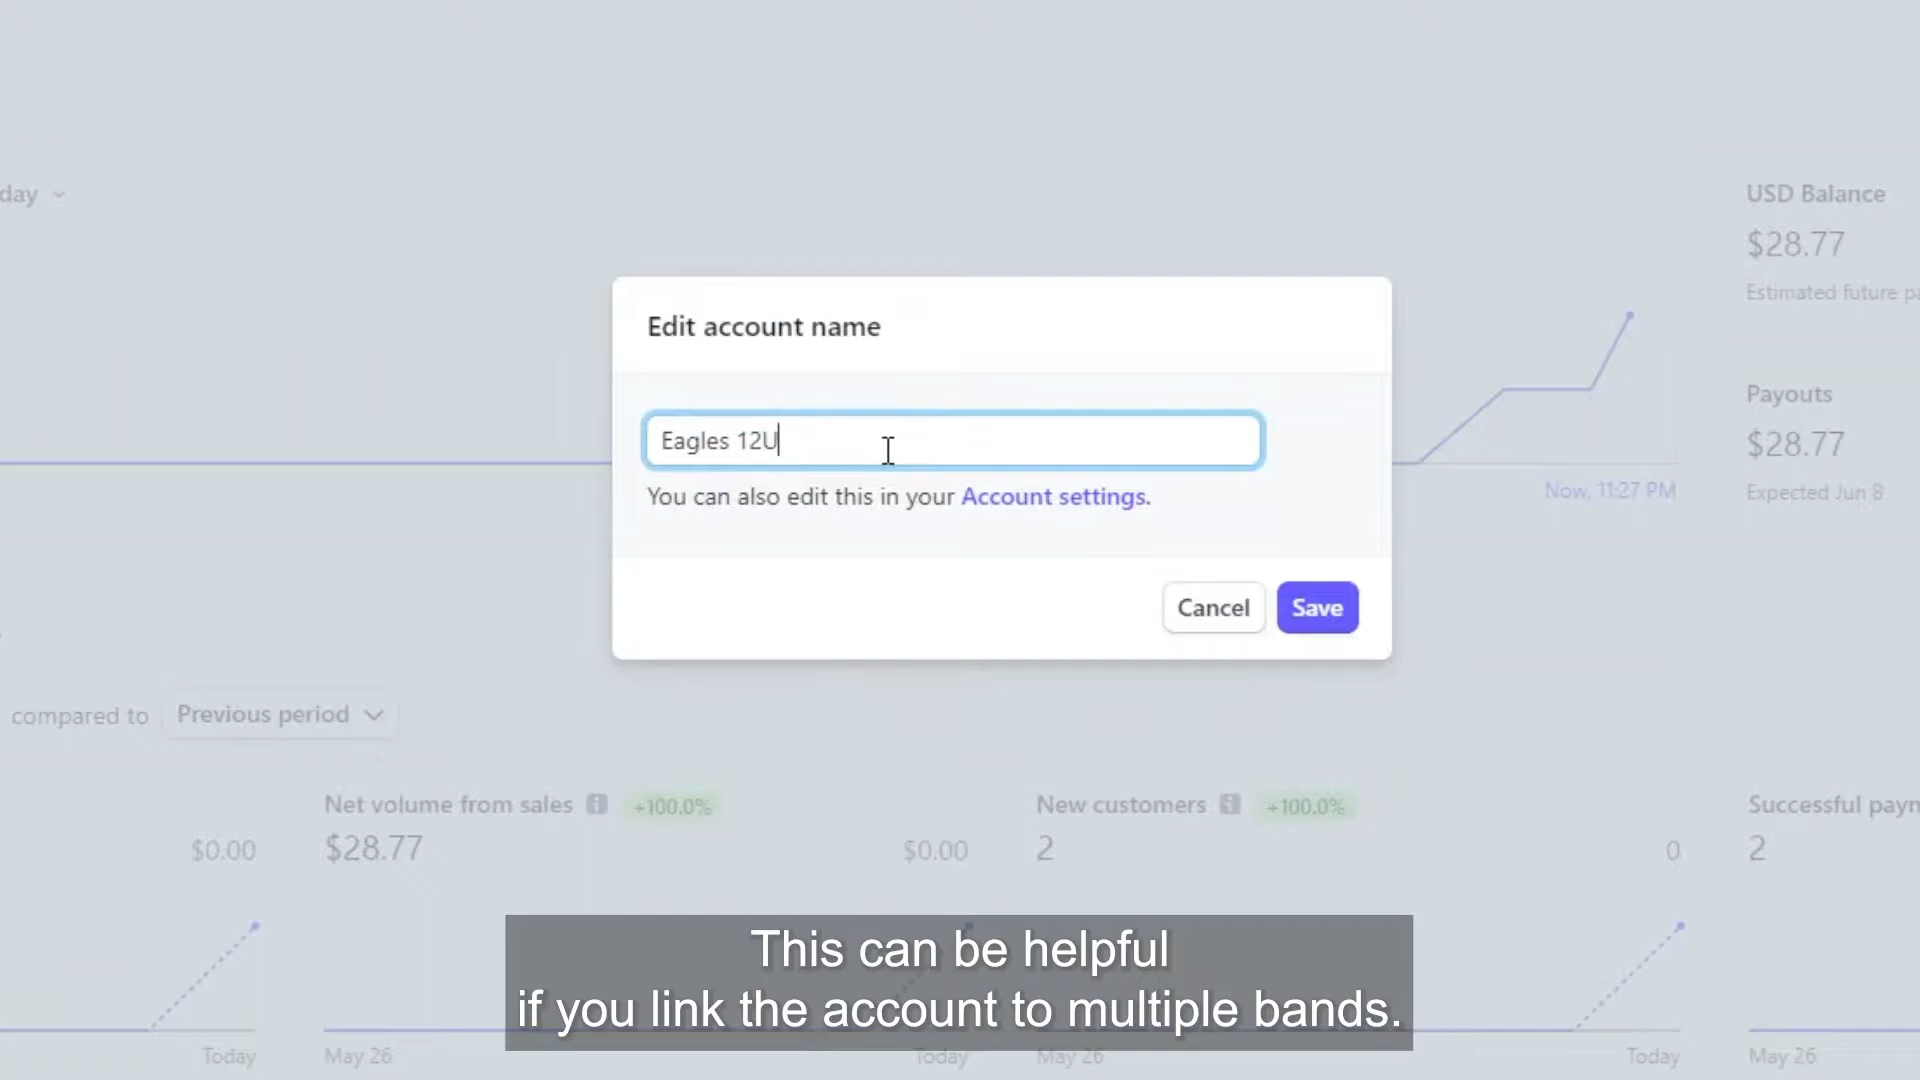 day
USD Balance
$28.77
Estimated future pa
Edit account name
Eagles 12U
You can also edit this in your Account settings.
Cancel Save
Payouts
$28.77
Expected Jun 8
Now, 11:27 PM
compared to Previous period
Net volume from sales +100.0%
$0.00 $28.77 $0.00
New customers +100.0%
2 0
Successful paym
2
This can be helpful
if you link the account to multiple bands.
Today May 26 Today May 26 Today May 26